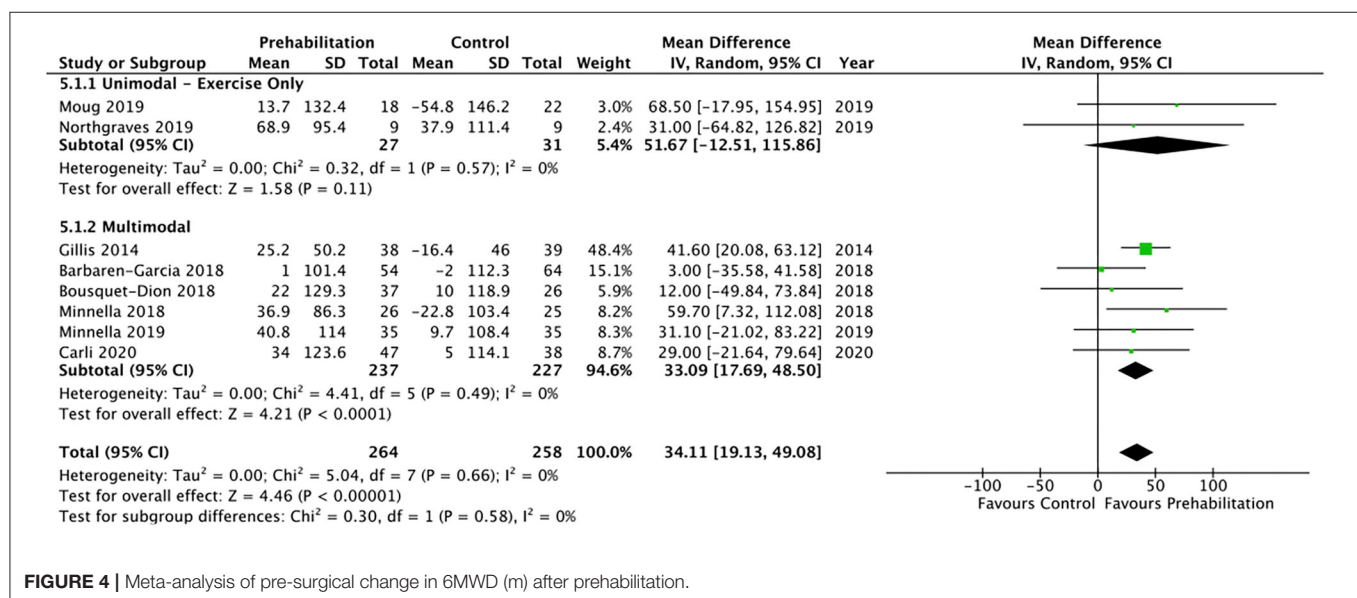 Prehabilitation Control Mean Difference Mean Difference
Study or Subgroup Mean SD Total Mean SD Total Weight IV, Random, 95% CI Year IV, Random, 95% CI
5.1.1 Unimodal – Exercise Only
Moug 2019 13.7 132.4 18 -54.8 146.2 22 3.0% 68.50 [-17.95, 154.95] 2019
Northgraves 2019 68.9 95.4 9 37.9 111.4 9 2.4% 31.00 [-64.82, 126.82] 2019
Subtotal (95% CI) 27 31 5.4% 51.67 [-12.51, 115.86]
Heterogeneity: Tau² = 0.00; Chi² = 0.32, df = 1 (P = 0.57); I² = 0%
Test for overall effect: Z = 1.58 (P = 0.11)
5.1.2 Multimodal
Gillis 2014 25.2 50.2 38 -16.4 46 39 48.4% 41.60 [20.08, 63.12] 2014
Barbaren-Garcia 2018 1 101.4 54 -2 112.3 64 15.1% 3.00 [-35.58, 41.58] 2018
Bousquet-Dion 2018 22 129.3 37 10 118.9 26 5.9% 12.00 [-49.84, 73.84] 2018
Minnella 2018 36.9 86.3 26 -22.8 103.4 25 8.2% 59.70 [7.32, 112.08] 2018
Minnella 2019 40.8 114 35 9.7 108.4 35 8.3% 31.10 [-21.02, 83.22] 2019
Carli 2020 34 123.6 47 5 114.1 38 8.7% 29.00 [-21.64, 79.64] 2020
Subtotal (95% CI) 237 227 94.6% 33.09 [17.69, 48.50]
Heterogeneity: Tau² = 0.00; Chi² = 4.41, df = 5 (P = 0.49); I² = 0%
Test for overall effect: Z = 4.21 (P < 0.0001)
Total (95% CI) 264 258 100.0% 34.11 [19.13, 49.08]
Heterogeneity: Tau² = 0.00; Chi² = 5.04, df = 7 (P = 0.66); I² = 0%
Test for overall effect: Z = 4.46 (P < 0.00001)
Test for subgroup differences: Chi² = 0.30, df = 1 (P = 0.58), I² = 0%
-100 -50 0 50 100
Favours Control Favours Prehabilitation
FIGURE 4 | Meta-analysis of pre-surgical change in 6MWD (m) after prehabilitation.